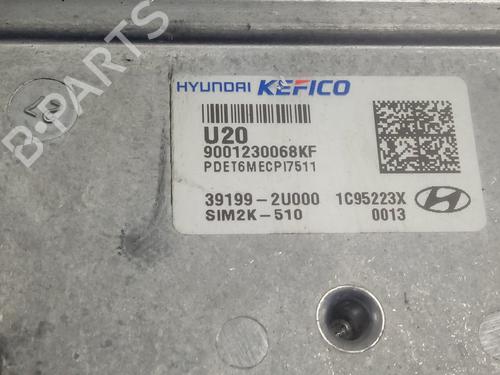 HYUNDAI KEFICO
U20
9001230068KF
PDET6MECPI7511
39199-2U000 1C95223X
SIM2K-510 0013
B-PARTS